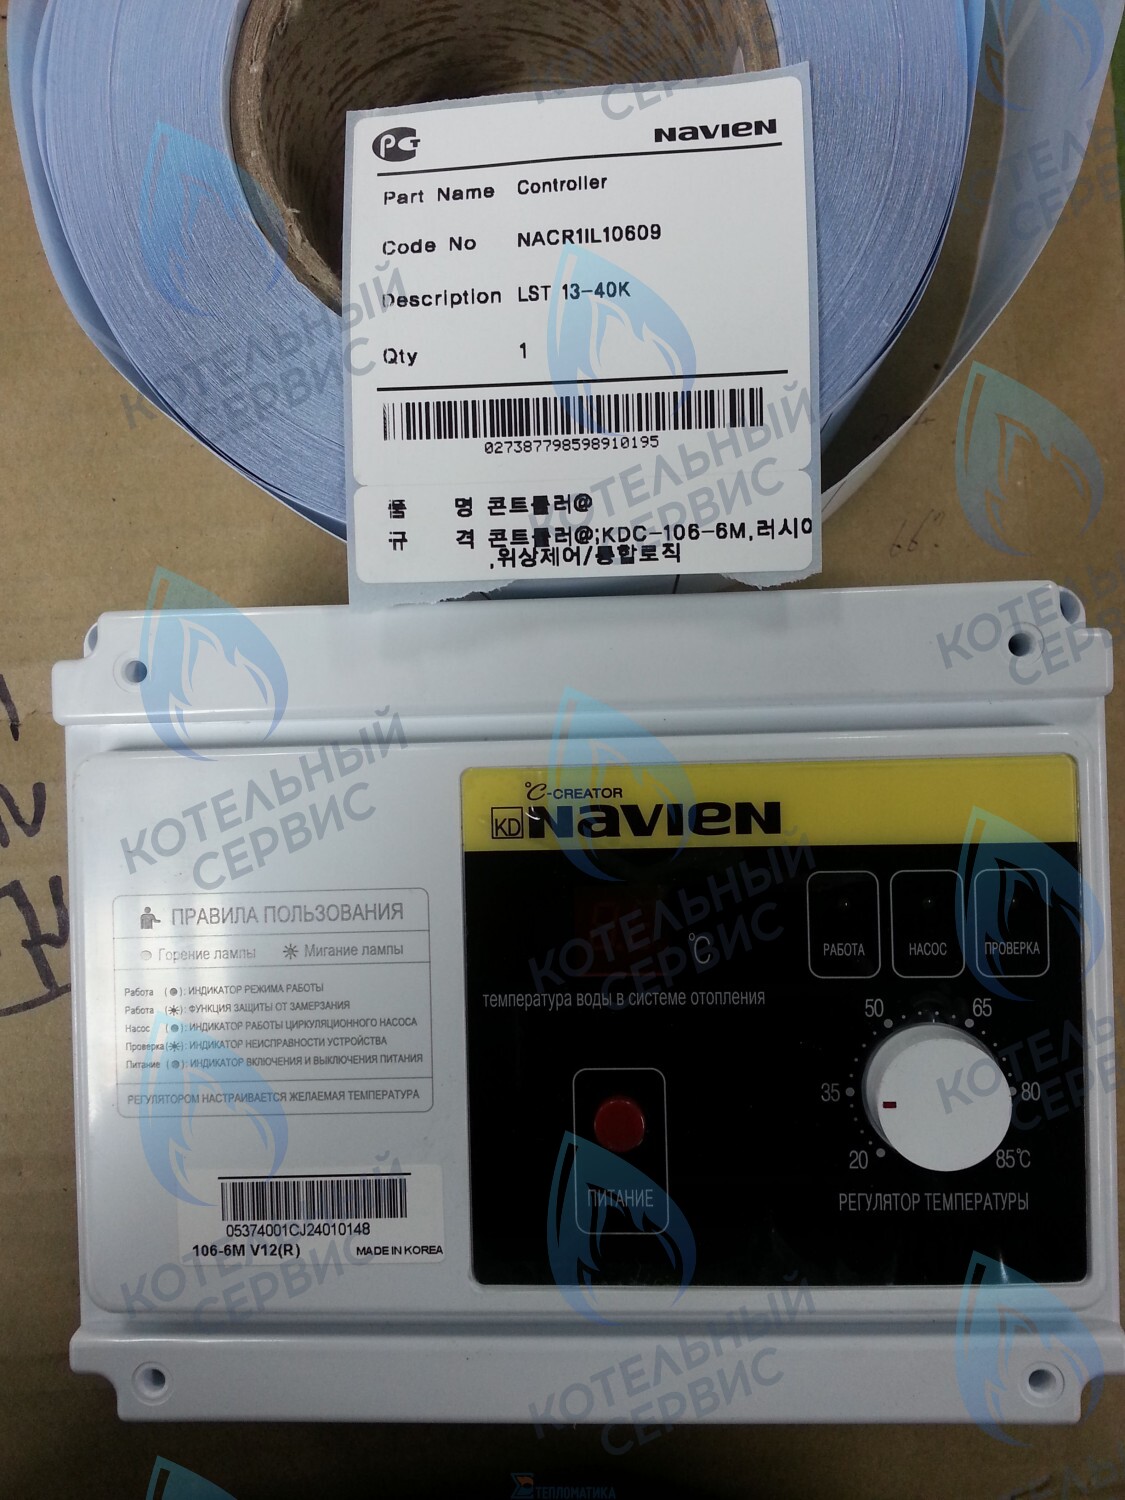 PCT
NAVIEN
Part Name Controller
Code No NACR1IL10609
Description LST 13-40K
Qty 1
027387798598910195
품 명 콘트롤러@
규 격 콘트롤러@;KDC-106-6M,러시아
,위상제어/통합로직
°C-CREATOR
KD NAVIEN
°C
температура воды в системе отопления
РАБОТА НАСОС ПРОВЕРКА
50 65
35 80
20 85°C
РЕГУЛЯТОР ТЕМПЕРАТУРЫ
ПИТАНИЕ
ПРАВИЛА ПОЛЬЗОВАНИЯ
Горение лампы Мигание лампы
Работа ( ): ИНДИКАТОР РЕЖИМА РАБОТЫ
Работа ( ): ФУНКЦИЯ ЗАЩИТЫ ОТ ЗАМЕРЗАНИЯ
Насос ( ): ИНДИКАТОР РАБОТЫ ЦИРКУЛЯЦИОННОГО НАСОСА
Проверка ( ): ИНДИКАТОР НЕИСПРАВНОСТИ УСТРОЙСТВА
Питание ( ): ИНДИКАТОР ВКЛЮЧЕНИЯ И ВЫКЛЮЧЕНИЯ ПИТАНИЯ
РЕГУЛЯТОРОМ НАСТРАИВАЕТСЯ ЖЕЛАЕМАЯ ТЕМПЕРАТУРА
05374001CJ24010148
106-6M V12(R) MADE IN KOREA
КОТЕЛЬНЫЙ
СЕРВИС
ТЕПЛОМАТИКА